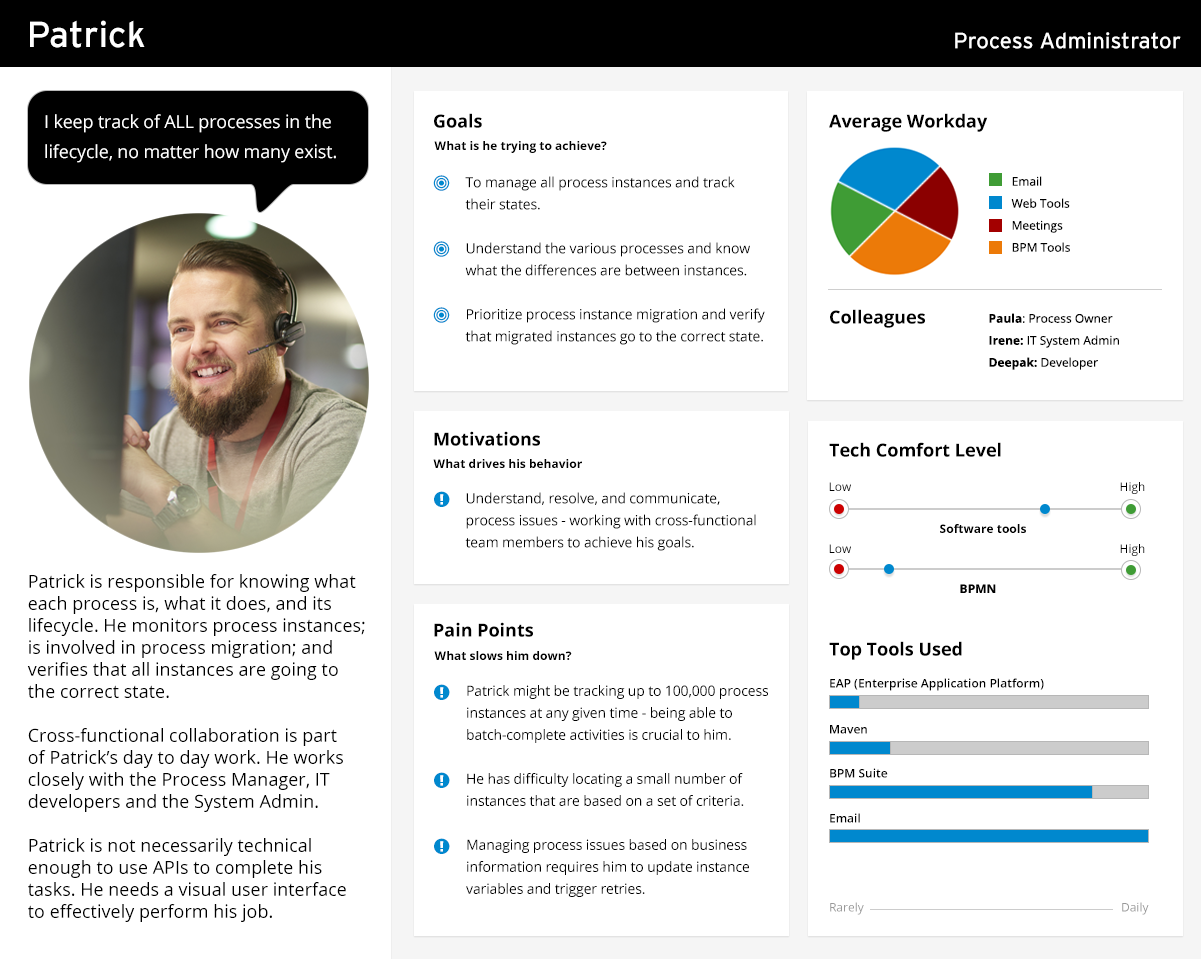 Patrick
Process Administrator
I keep track of ALL processes in the
lifecycle, no matter how many exist.
Patrick is responsible for knowing what
each process is, what it does, and its
lifecycle. He monitors process instances;
is involved in process migration; and
verifies that all instances are going to
the correct state.
Cross-functional collaboration is part
of Patrick’s day to day work. He works
closely with the Process Manager, IT
developers and the System Admin.
Patrick is not necessarily technical
enough to use APIs to complete his
tasks. He needs a visual user interface
to effectively perform his job.
Goals
What is he trying to achieve?
To manage all process instances and track
their states.
Understand the various processes and know
what the differences are between instances.
Prioritize process instance migration and verify
that migrated instances go to the correct state.
Motivations
What drives his behavior
Understand, resolve, and communicate,
process issues - working with cross-functional
team members to achieve his goals.
Pain Points
What slows him down?
Patrick might be tracking up to 100,000 process
instances at any given time - being able to
batch-complete activities is crucial to him.
He has difficulty locating a small number of
instances that are based on a set of criteria.
Managing process issues based on business
information requires him to update instance
variables and trigger retries.
Average Workday
Email
Web Tools
Meetings
BPM Tools
Colleagues
Paula: Process Owner
Irene: IT System Admin
Deepak: Developer
Tech Comfort Level
Low High
Software tools
Low High
BPMN
Top Tools Used
EAP (Enterprise Application Platform)
Maven
BPM Suite
Email
Rarely Daily